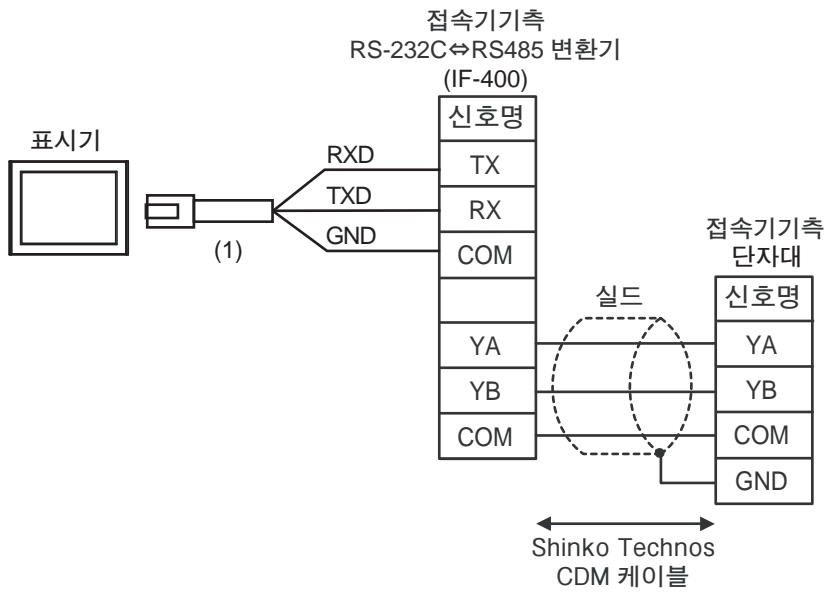 접속기기측
RS-232C⇔RS485 변환기
(IF-400)
신호명
표시기
RXD
TX
TXD
RX
(1)
GND
COM
접속기기측
단자대
실드
신호명
YA
YA
YB
YB
COM
COM
GND
Shinko Technos
CDM 케이블